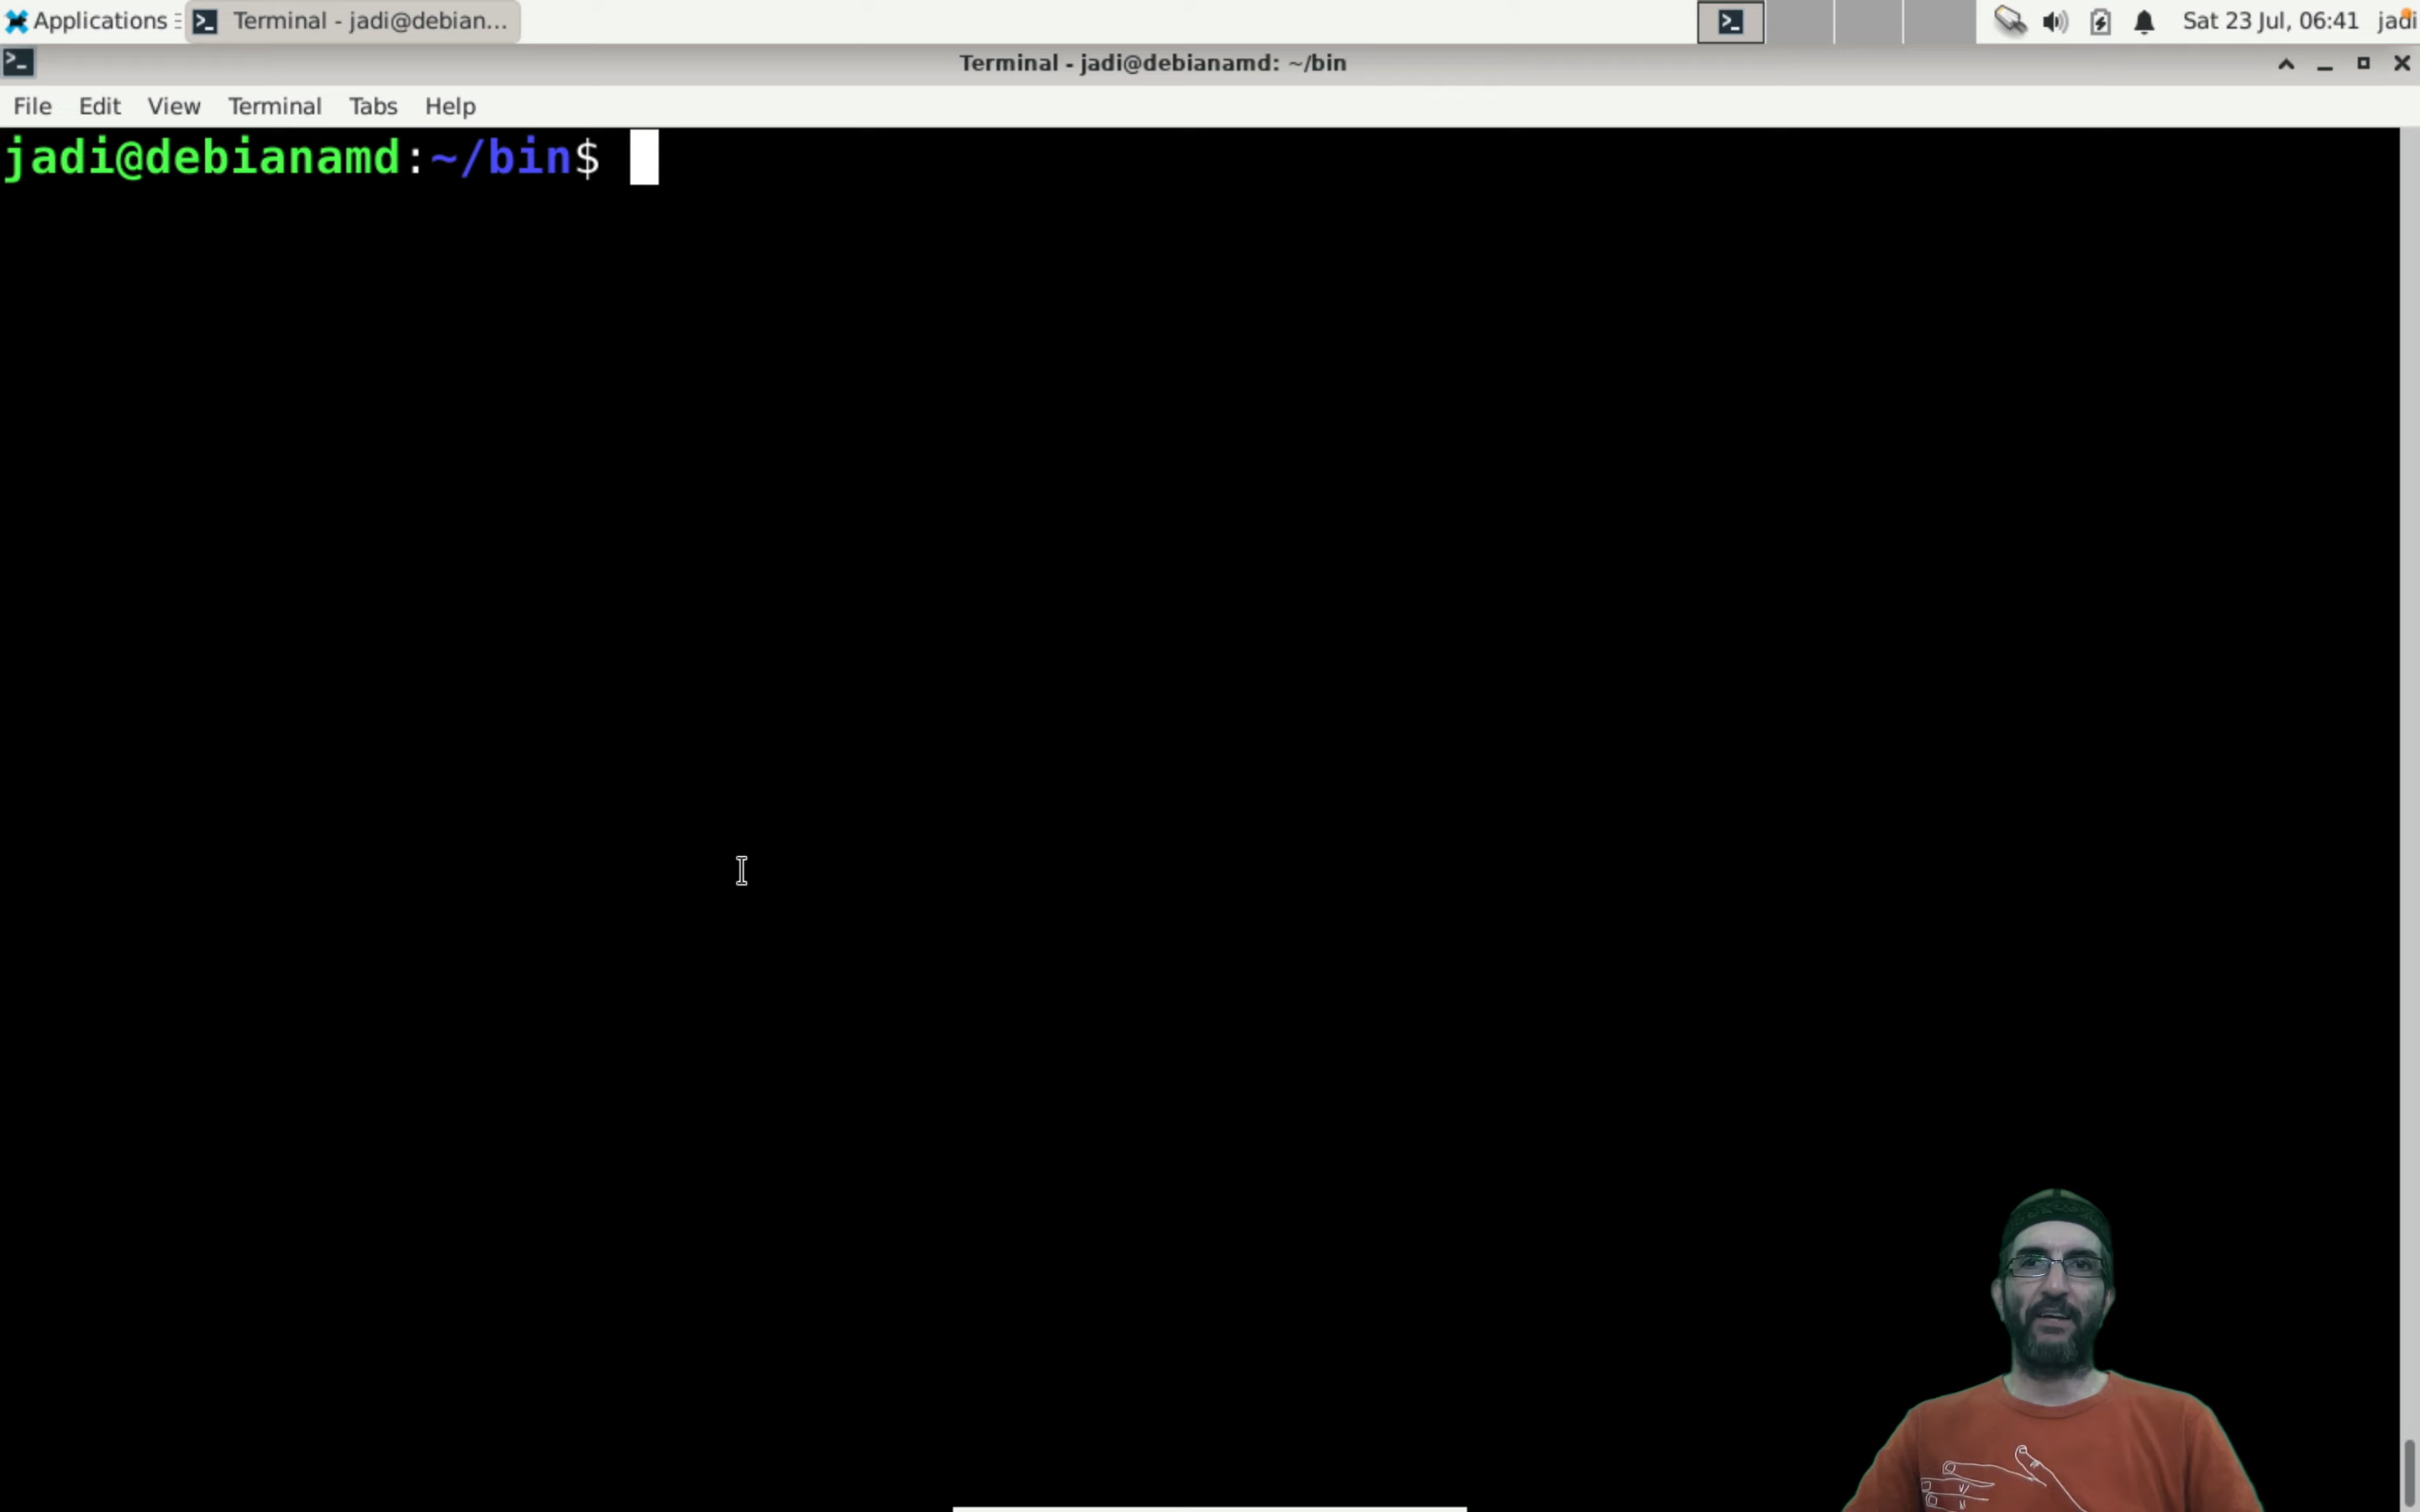 Applications
Terminal - jadi@debian...
Sat 23 Jul, 06:41
jadi
Terminal - jadi@debianamd: ~/bin
File Edit View Terminal Tabs Help
jadi@debianamd:~/bin$